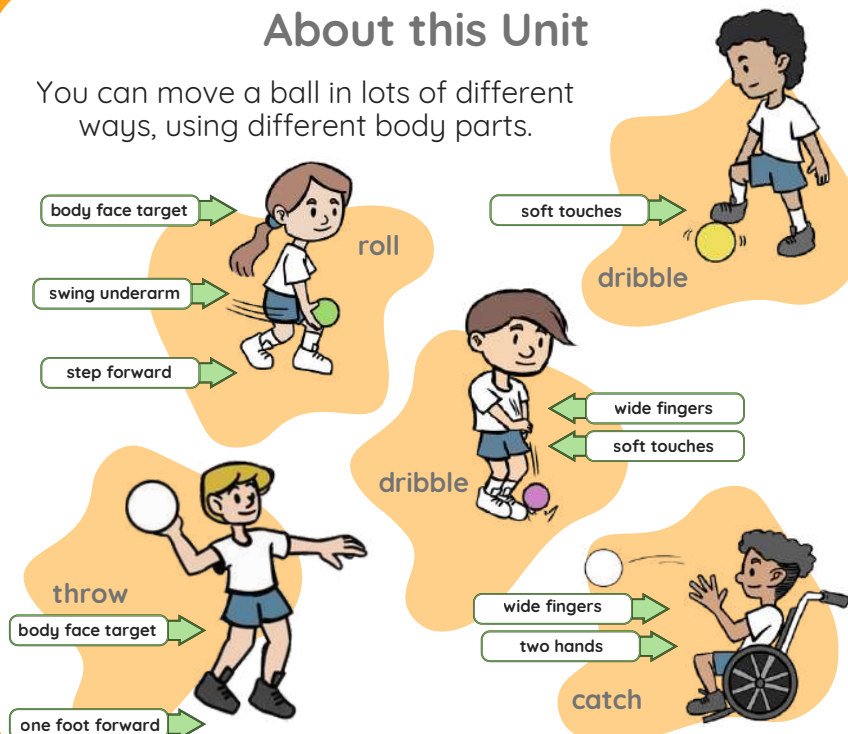 About this Unit
You can move a ball in lots of different
ways, using different body parts.
body face target
swing underarm
step forward
roll
soft touches
dribble
wide fingers
soft touches
dribble
throw
body face target
one foot forward
wide fingers
two hands
catch